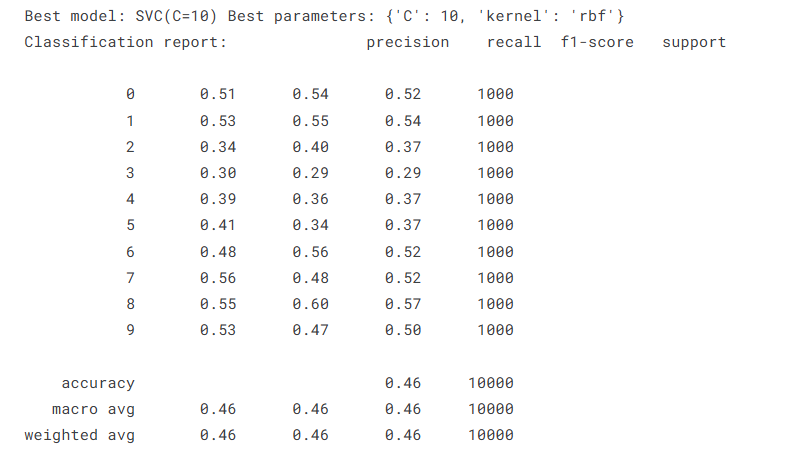 Best model: SVC(C=10) Best parameters: {'C': 10, 'kernel': 'rbf'}
Classification report:               precision    recall  f1-score   support

           0       0.51      0.54      0.52      1000
           1       0.53      0.55      0.54      1000
           2       0.34      0.40      0.37      1000
           3       0.30      0.29      0.29      1000
           4       0.39      0.36      0.37      1000
           5       0.41      0.34      0.37      1000
           6       0.48      0.56      0.52      1000
           7       0.56      0.48      0.52      1000
           8       0.55      0.60      0.57      1000
           9       0.53      0.47      0.50      1000

    accuracy                           0.46     10000
   macro avg       0.46      0.46      0.46     10000
weighted avg       0.46      0.46      0.46     10000